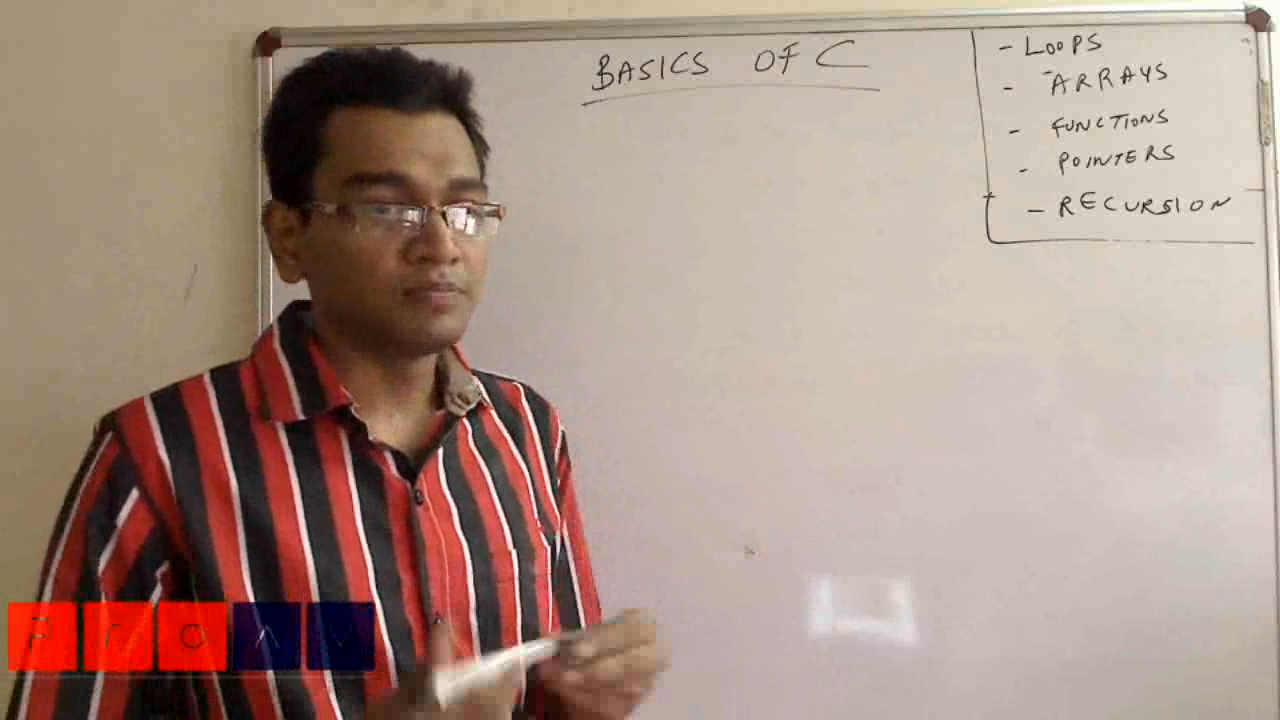 BASICS OF C
- LOOPS
- ARRAYS
- FUNCTIONS
- POINTERS
- RECURSION